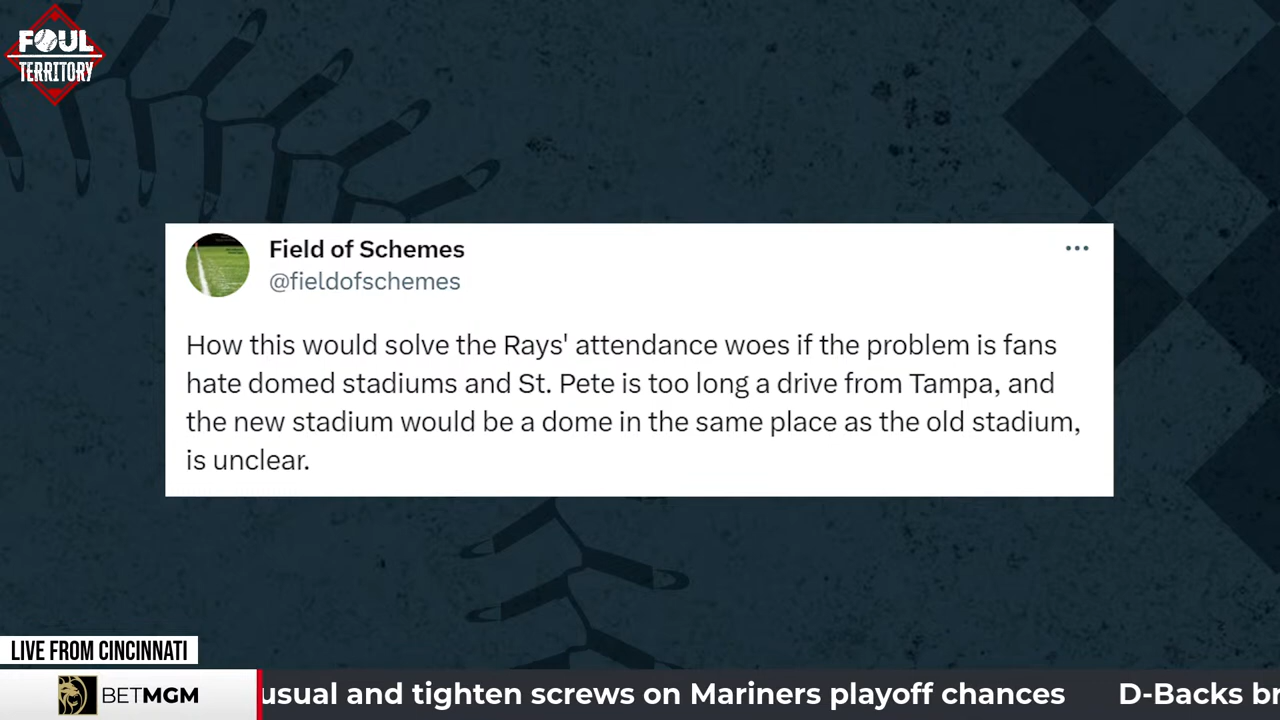 FOUL
TERRITORY
Field of Schemes
@fieldofschemes
How this would solve the Rays' attendance woes if the problem is fans
hate domed stadiums and St. Pete is too long a drive from Tampa, and
the new stadium would be a dome in the same place as the old stadium,
is unclear.
LIVE FROM CINCINNATI
BETMGM
usual and tighten screws on Mariners playoff chances D-Backs br